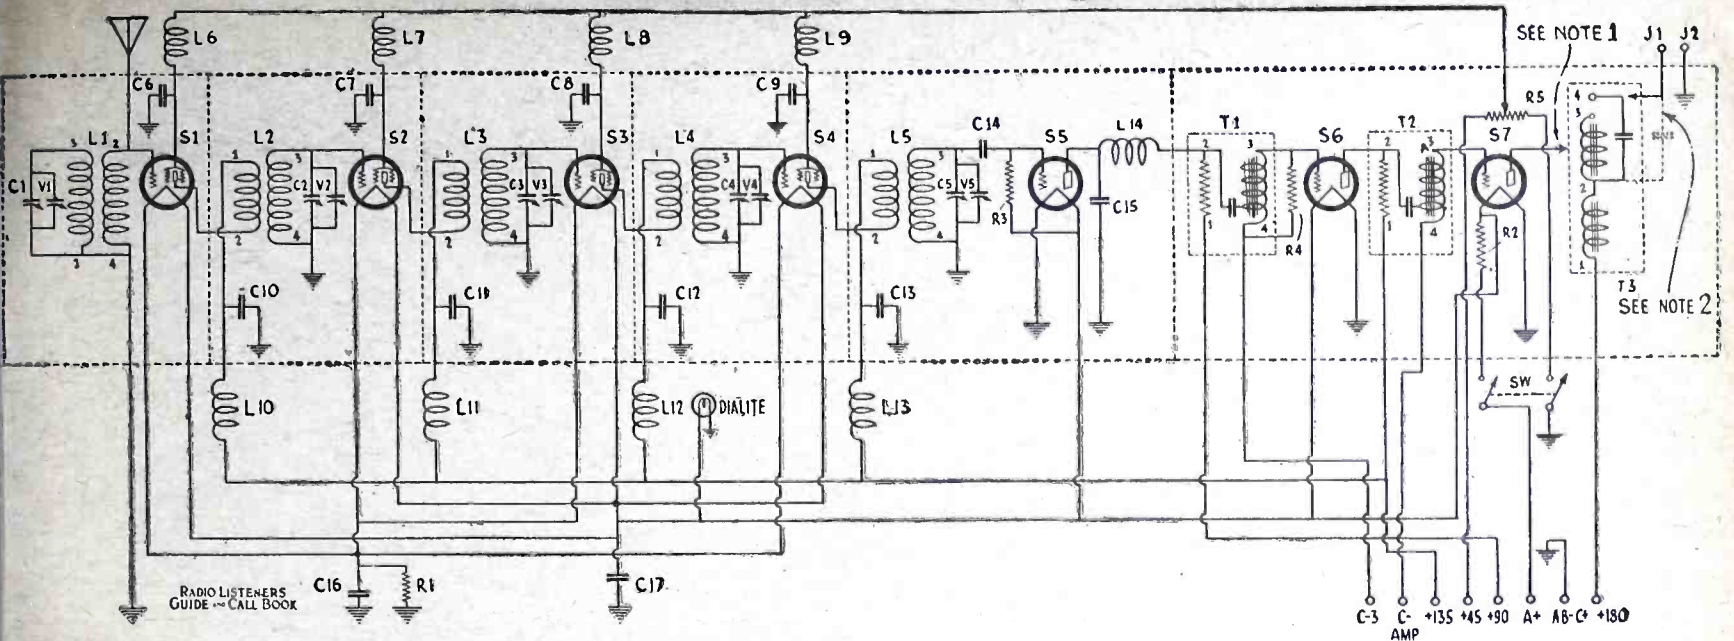 L6
L7
L8
L9
SEE NOTE 1
J1
J2
C6
C7
C8
C9
R5
L1
S1
L2
S2
L3
S3
L4
S4
L5
C14
S5
L14
T1
S6
T2
S7
C1
V1
C2
V2
C3
V3
C4
V4
C5
V5
R3
C15
R4
R2
T3
SEE NOTE 2
C10
C11
C12
C13
L10
L11
L12
DIALITE
L13
SW
RADIO LISTENERS
GUIDE AND CALL BOOK
C16
R1
C17
C-3
C-
AMP
+135
+45
+90
A+
AB-C+
+180